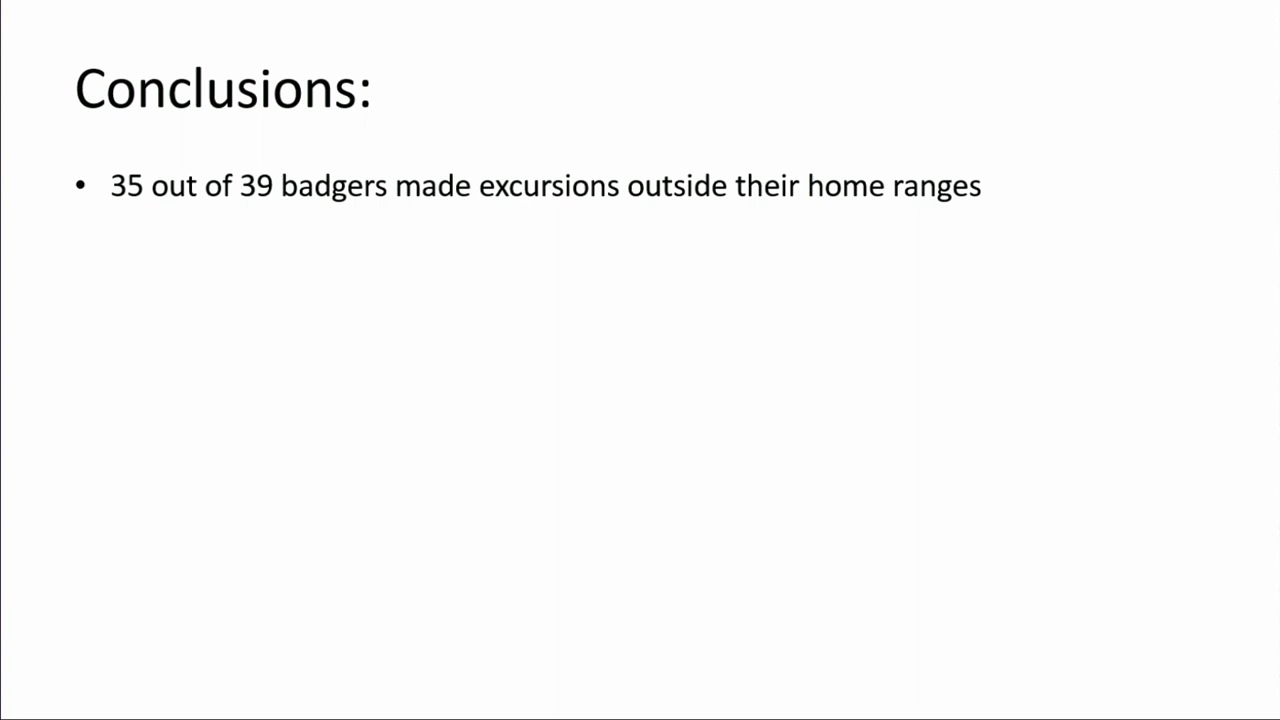 Conclusions:
• 35 out of 39 badgers made excursions outside their home ranges